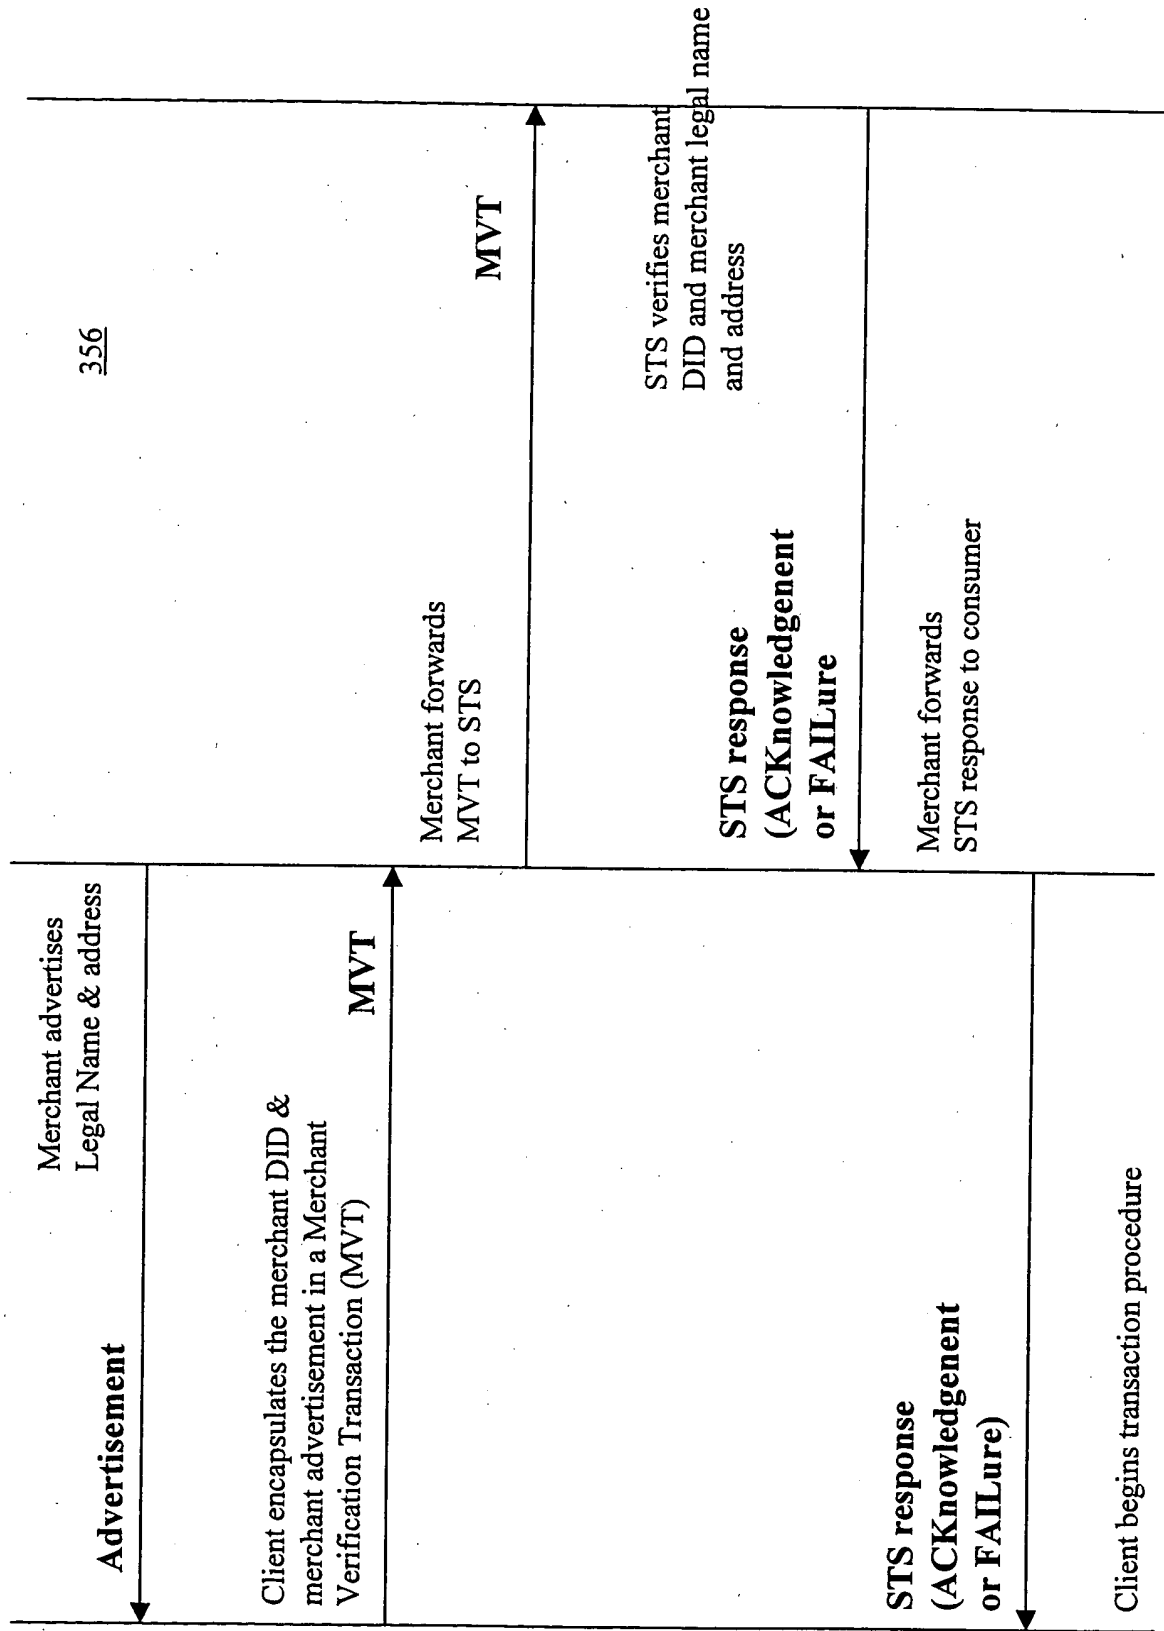 Merchant advertises
Legal Name & address
Advertisement
356
Client encapsulates the merchant DID &
merchant advertisement in a Merchant
Verification Transaction (MVT)
MVT
Merchant forwards
MVT to STS
MVT
STS verifies merchant
DID and merchant legal name
and address
STS response
(ACKnowledgenent
or FAILure
Merchant forwards
STS response to consumer
STS response
(ACKnowledgenent
or FAILure)
Client begins transaction procedure